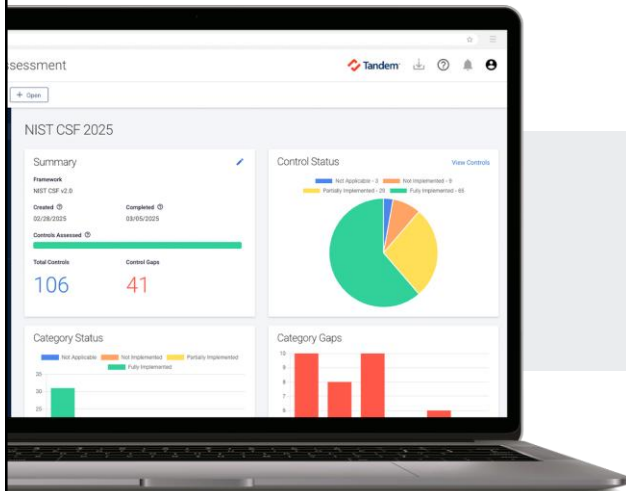 ssessment
Tandem
+ Open
NIST CSF 2025
Summary
Framework
NIST CSF v2.0
Created
Completed
02/28/2025
03/05/2025
Controls Assessed
Total Controls
Control Gaps
106
41
Control Status
View Controls
Not Applicable - 3
Not Implemented - 9
Partially Implemented - 29
Fully Implemented - 65
Category Status
Not Applicable
Not Implemented
Partially Implemented
Fully Implemented
35
30
25
Category Gaps
10
9
8
7
6